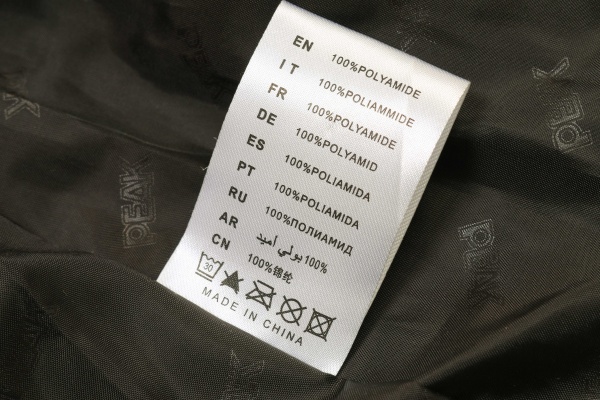 EN 100%POLYAMIDE
IT 100%POLIAMMIDE
FR 100%POLYAMIDE
DE 100%POLYAMID
ES 100%POLIAMIDA
PT 100%POLIAMIDA
RU 100%ПОЛИАМИД
AR 100%بولي أميد
CN 100%锦纶
30
MADE IN CHINA
PEAK
PEAK
PEAK